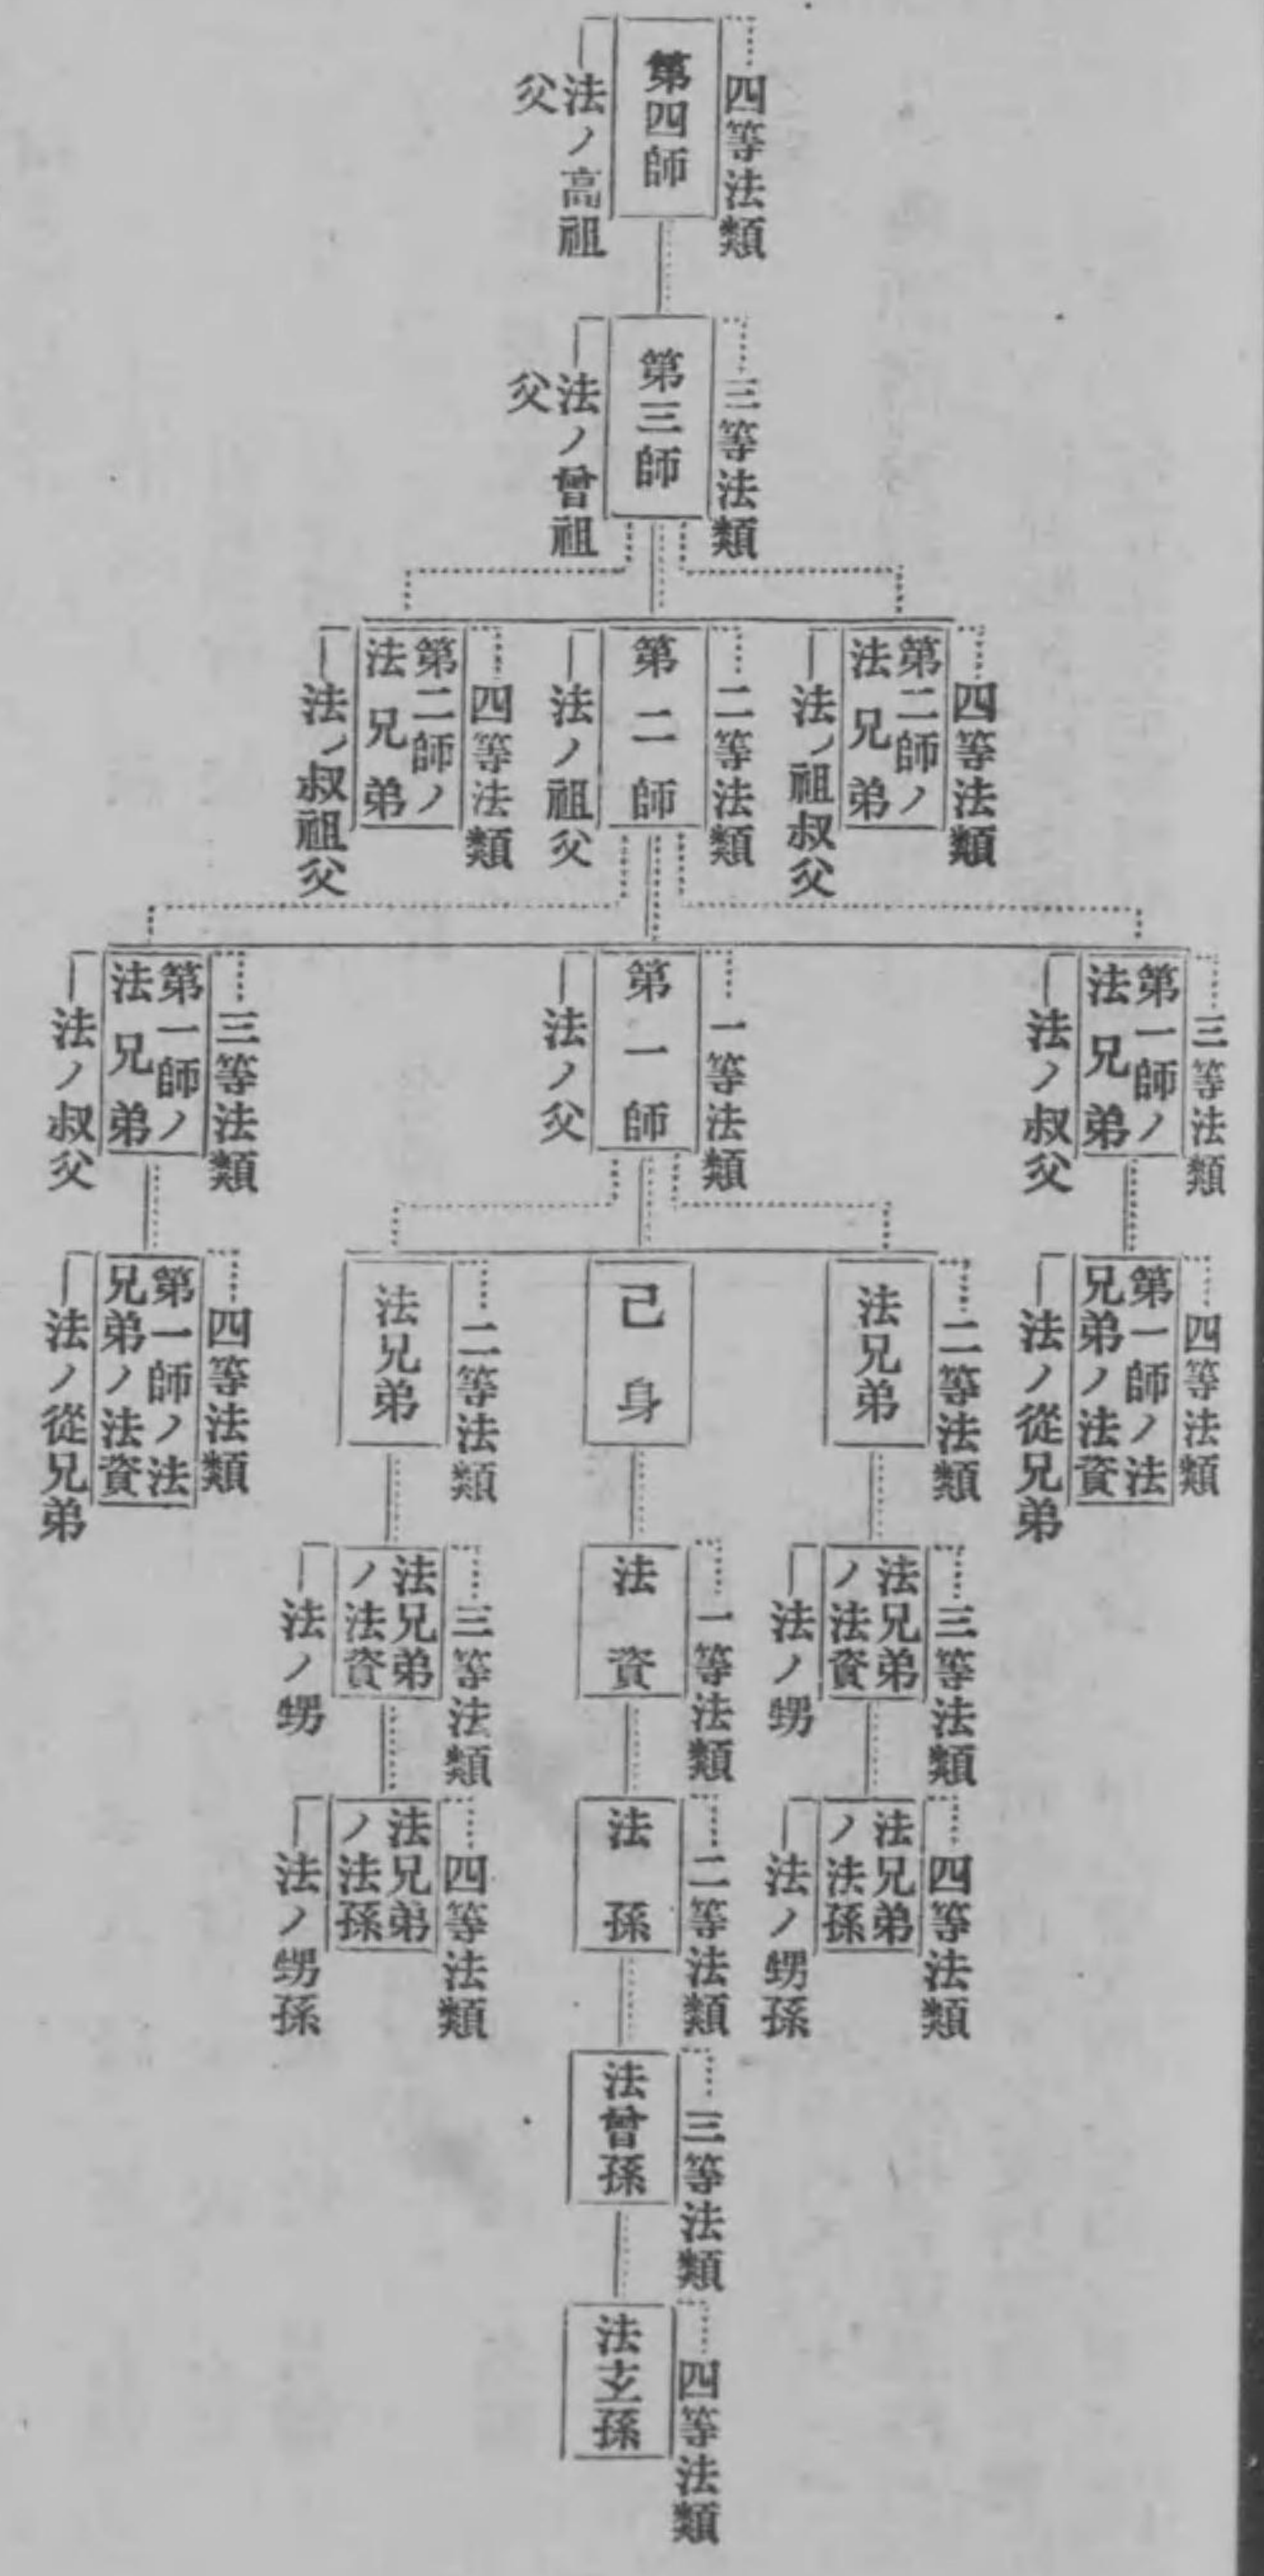 四等法類
第四師
法ノ高祖
父
三等法類
第三師
法ノ曾祖
父
四等法類
第二師ノ
法兄弟
法ノ祖叔父
二等法類
第二師
法ノ祖父
四等法類
第二師ノ
法兄弟
法ノ叔祖父
三等法類
第一師ノ
法兄弟
法ノ叔父
一等法類
第一師
法ノ父
三等法類
第一師ノ
法兄弟
法ノ叔父
四等法類
第一師ノ法
兄弟ノ法資
法ノ從兄弟
二等法類
法兄弟
己身
二等法類
法兄弟
四等法類
第一師ノ法
兄弟ノ法資
法ノ從兄弟
三等法類
法兄弟
ノ法資
法ノ甥
一等法類
法資
三等法類
法兄弟
ノ法資
法ノ甥
四等法類
法兄弟
ノ法孫
法ノ甥孫
二等法類
法孫
四等法類
法兄弟
ノ法孫
法ノ甥孫
三等法類
法曾孫
四等法類
法玄孫